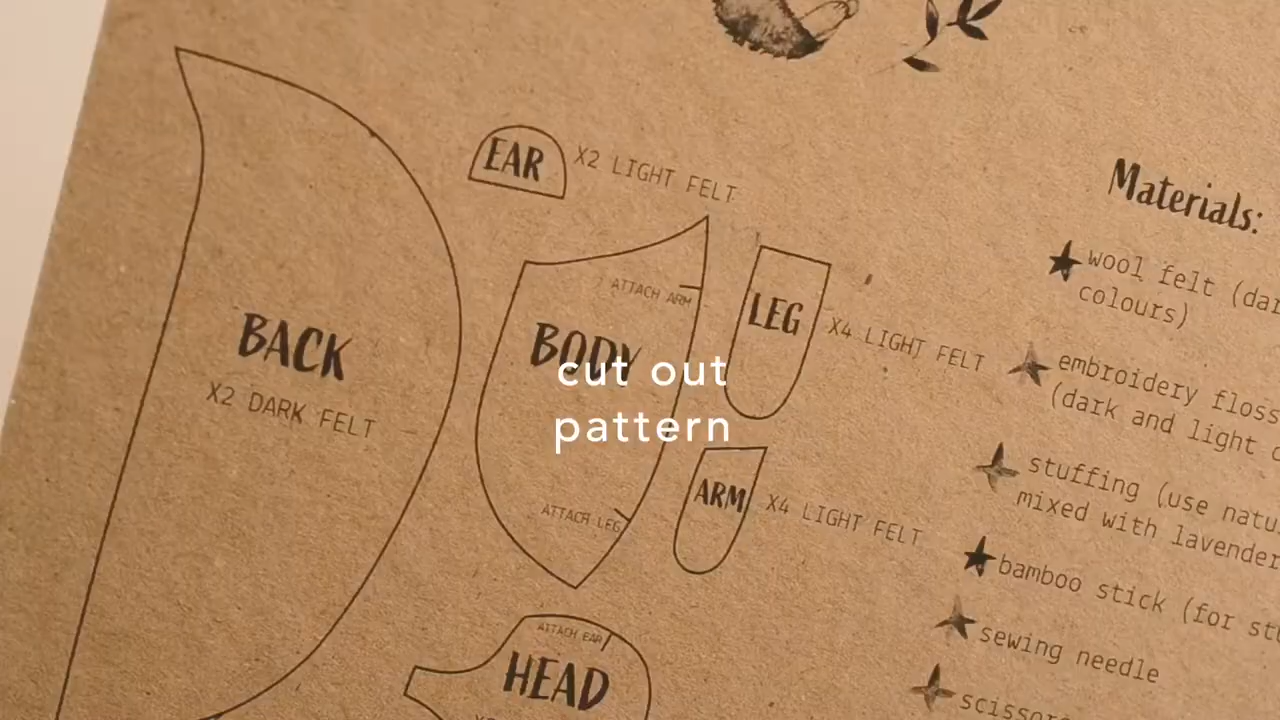 EAR
X2 LIGHT FELT
ATTACH ARM
BACK
X2 DARK FELT
BODY
ATTACH LEG
LEG
X4 LIGHT FELT
ARM
X4 LIGHT FELT
ATTACH EAR
HEAD
cut out
pattern
Materials:
wool felt
colours)
embroidery floss
(dark and light
stuffing (use
mixed with lavender
bamboo stick (for
sewing needle